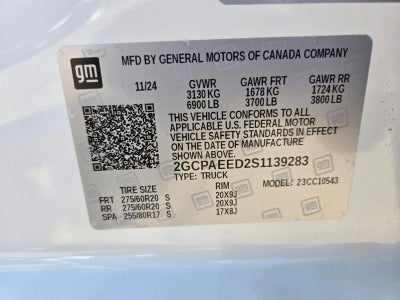 gm
MFD BY GENERAL MOTORS OF CANADA COMPANY
11/24 GVWR GAWR FRT GAWR RR
3130 KG 1678 KG 1724 KG
6900 LB 3700 LB 3800 LB
THIS VEHICLE CONFORMS TO ALL
APPLICABLE U.S. FEDERAL MOTOR
VEHICLE SAFETY STANDARDS IN
EFFECT ON THE DATE OF MANUFACTURE
SHOWN ABOVE.
2GCPAEED2S1139283
TYPE: TRUCK MODEL: 23CC10543
TIRE SIZE RIM
FRT 275/60R20 S 20X9J
RR 275/60R20 S 20X9J
SPA 255/80R17 S 17X8J